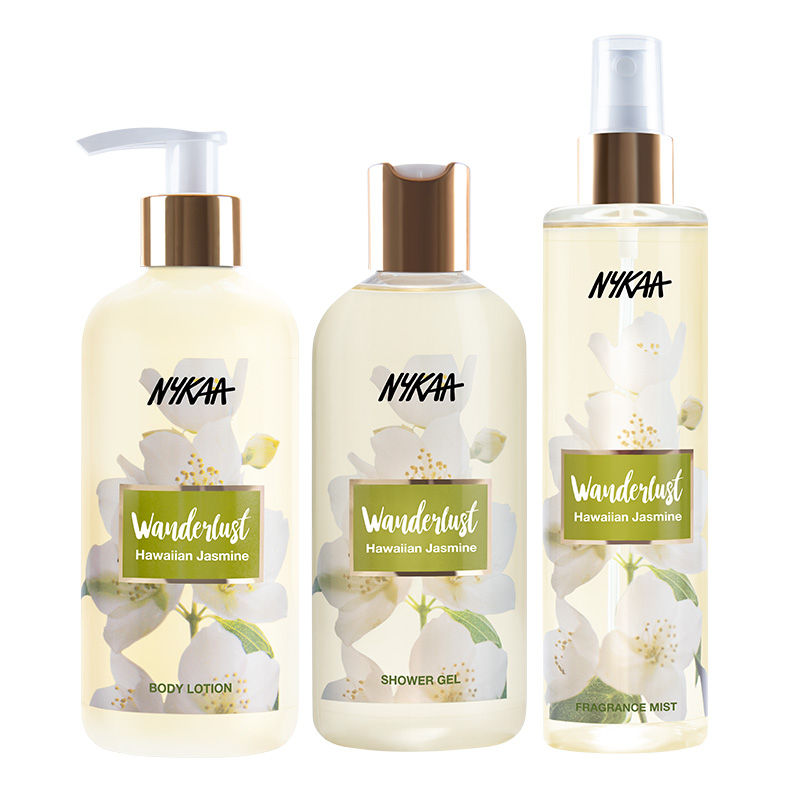 NYKAA
Wanderlust
Hawaiian Jasmine
BODY LOTION
NYKAA
Wanderlust
Hawaiian Jasmine
SHOWER GEL
NYKAA
Wanderlust
Hawaiian Jasmine
FRAGRANCE MIST